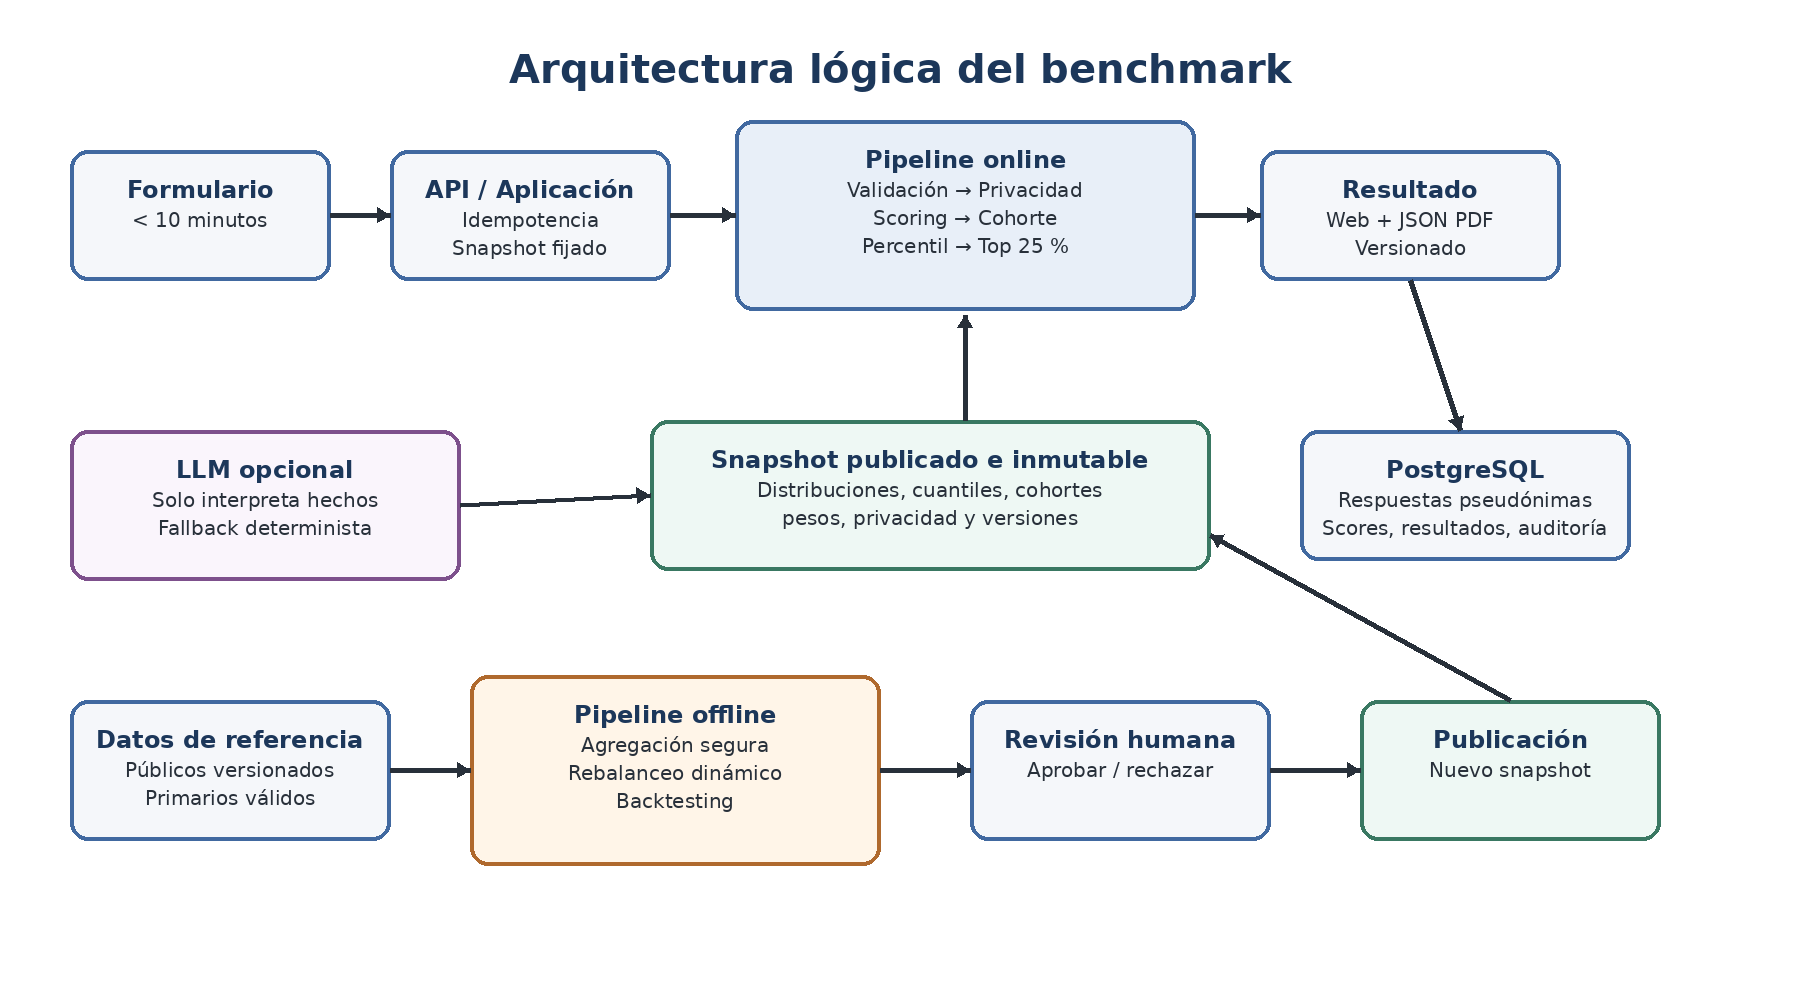 Arquitectura lógica del benchmark
Formulario
< 10 minutos
API / Aplicación
Idempotencia
Snapshot fijado
Pipeline online
Validación → Privacidad
Scoring → Cohorte
Percentil → Top 25 %
Resultado
Web + JSON PDF
Versionado
LLM opcional
Solo interpreta hechos
Fallback determinista
Snapshot publicado e inmutable
Distribuciones, cuantiles, cohortes
pesos, privacidad y versiones
PostgreSQL
Respuestas pseudónimas
Scores, resultados, auditoría
Datos de referencia
Públicos versionados
Primarios válidos
Pipeline offline
Agregación segura
Rebalanceo dinámico
Backtesting
Revisión humana
Aprobar / rechazar
Publicación
Nuevo snapshot